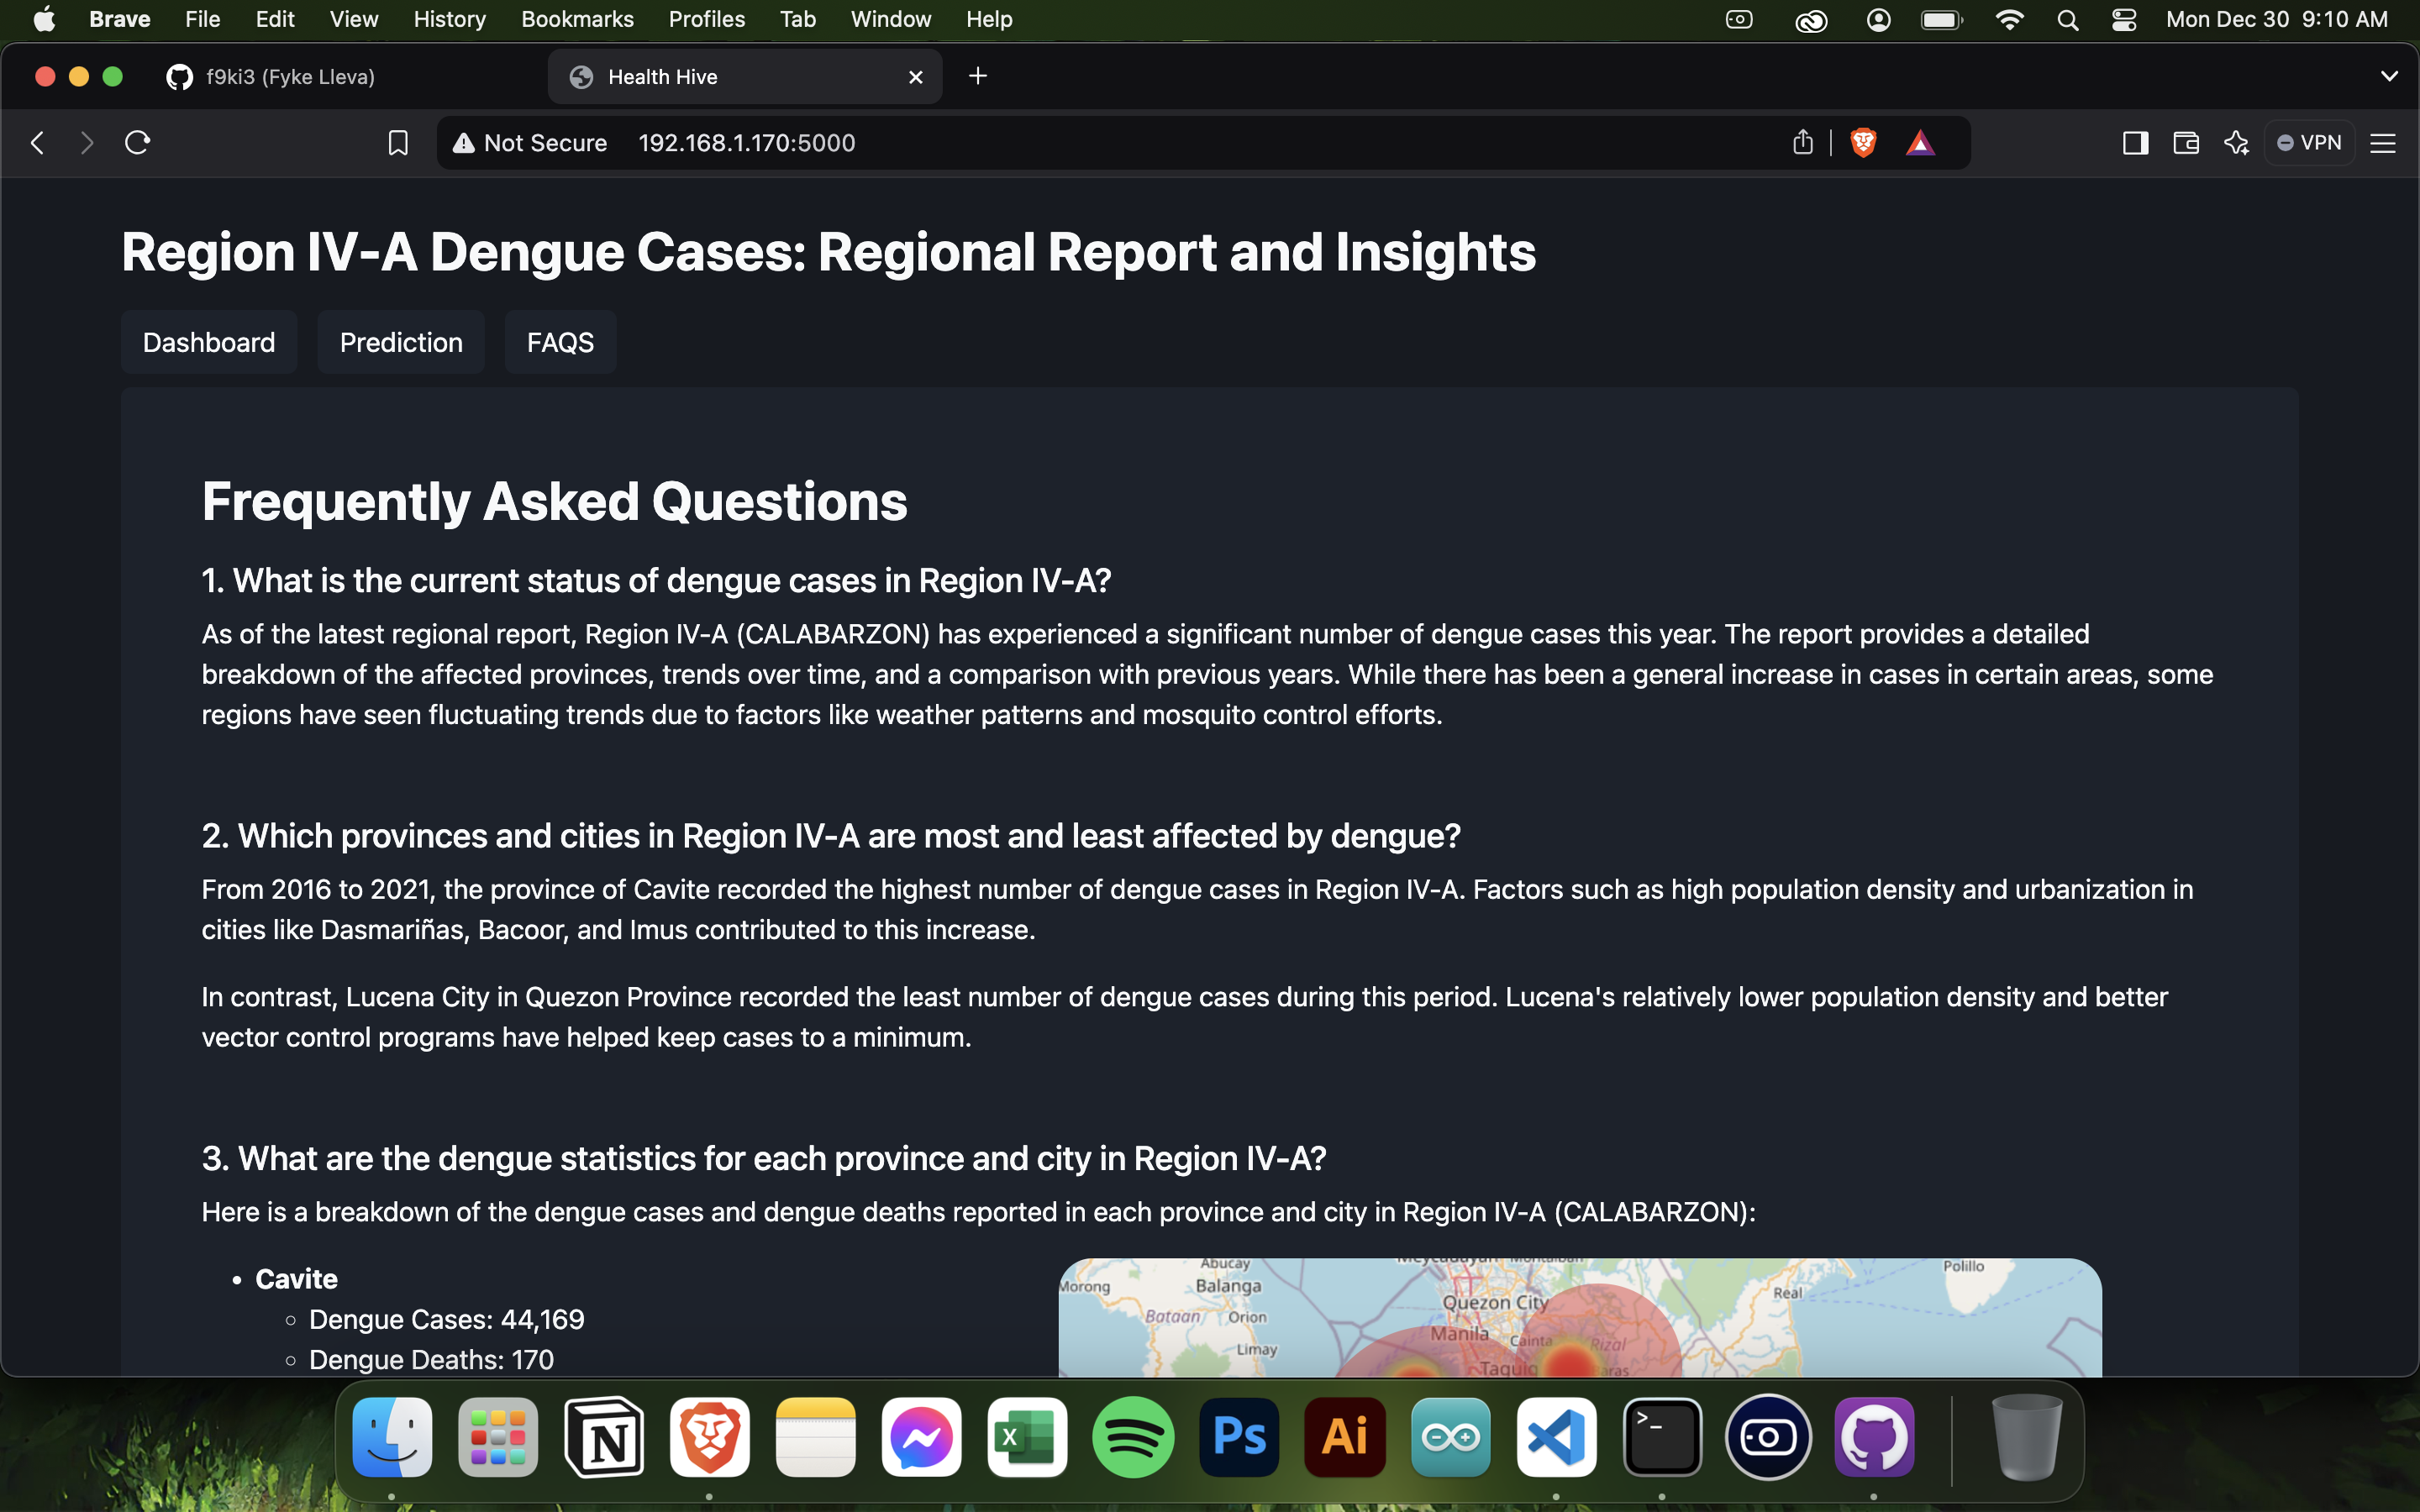 Brave File Edit View History Bookmarks Profiles Tab Window Help Mon Dec 30 9:10 AM
f9ki3 (Fyke Lleva) Health Hive
Not Secure 192.168.1.170:5000 VPN
Region IV-A Dengue Cases: Regional Report and Insights
Dashboard Prediction FAQS
Frequently Asked Questions
1. What is the current status of dengue cases in Region IV-A?
As of the latest regional report, Region IV-A (CALABARZON) has experienced a significant number of dengue cases this year. The report provides a detailed
breakdown of the affected provinces, trends over time, and a comparison with previous years. While there has been a general increase in cases in certain areas, some
regions have seen fluctuating trends due to factors like weather patterns and mosquito control efforts.
2. Which provinces and cities in Region IV-A are most and least affected by dengue?
From 2016 to 2021, the province of Cavite recorded the highest number of dengue cases in Region IV-A. Factors such as high population density and urbanization in
cities like Dasmariñas, Bacoor, and Imus contributed to this increase.
In contrast, Lucena City in Quezon Province recorded the least number of dengue cases during this period. Lucena's relatively lower population density and better
vector control programs have helped keep cases to a minimum.
3. What are the dengue statistics for each province and city in Region IV-A?
Here is a breakdown of the dengue cases and dengue deaths reported in each province and city in Region IV-A (CALABARZON):
• Cavite
◦ Dengue Cases: 44,169
◦ Dengue Deaths: 170
Abucay
Polillo
Morong
Balanga
Real
Quezon City
Bataan
Orion
Manila
Cainta
Rizal
Limay
Taguig
N
X
Ps
Ai
>_